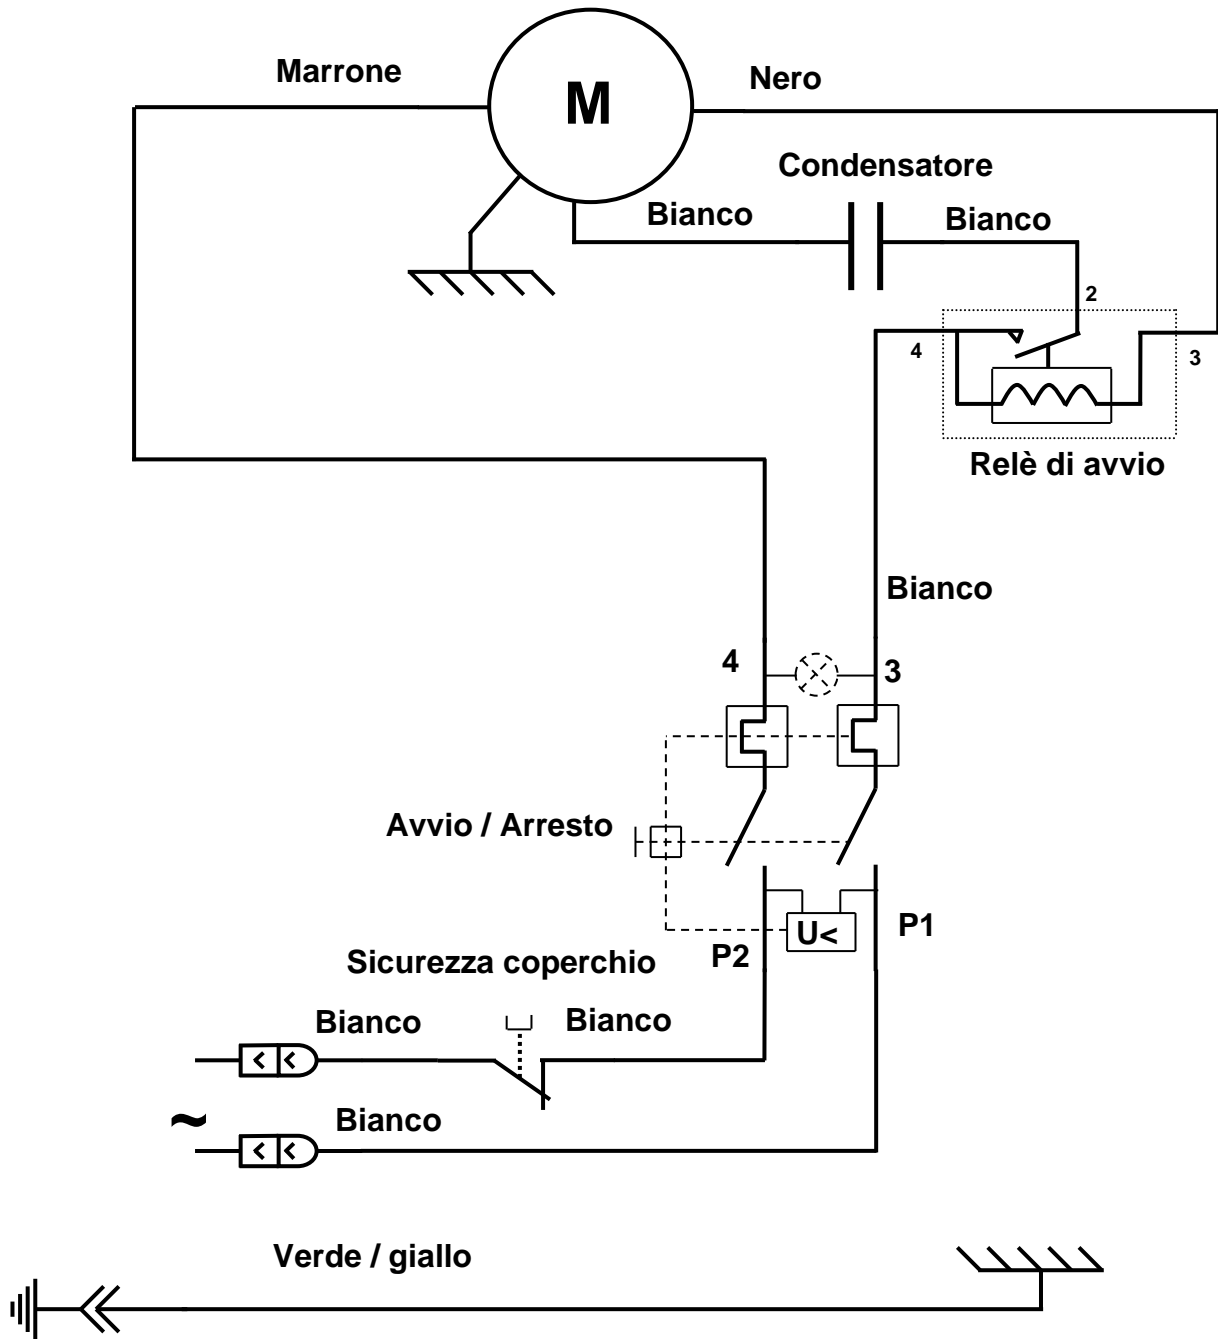 Marrone
M
Nero
Condensatore
Bianco
Bianco
2
4
3
Relè di avvio
Bianco
4
3
Avvio / Arresto
U<
P1
P2
Sicurezza coperchio
Bianco
Bianco
~
Bianco
Verde / giallo